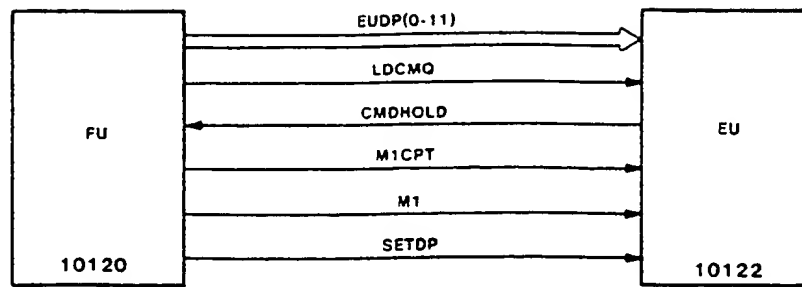 EUDP(0-11)
LDCMQ
CMDHOLD
FU
EU
M1CPT
M1
SETDP
10120
10122